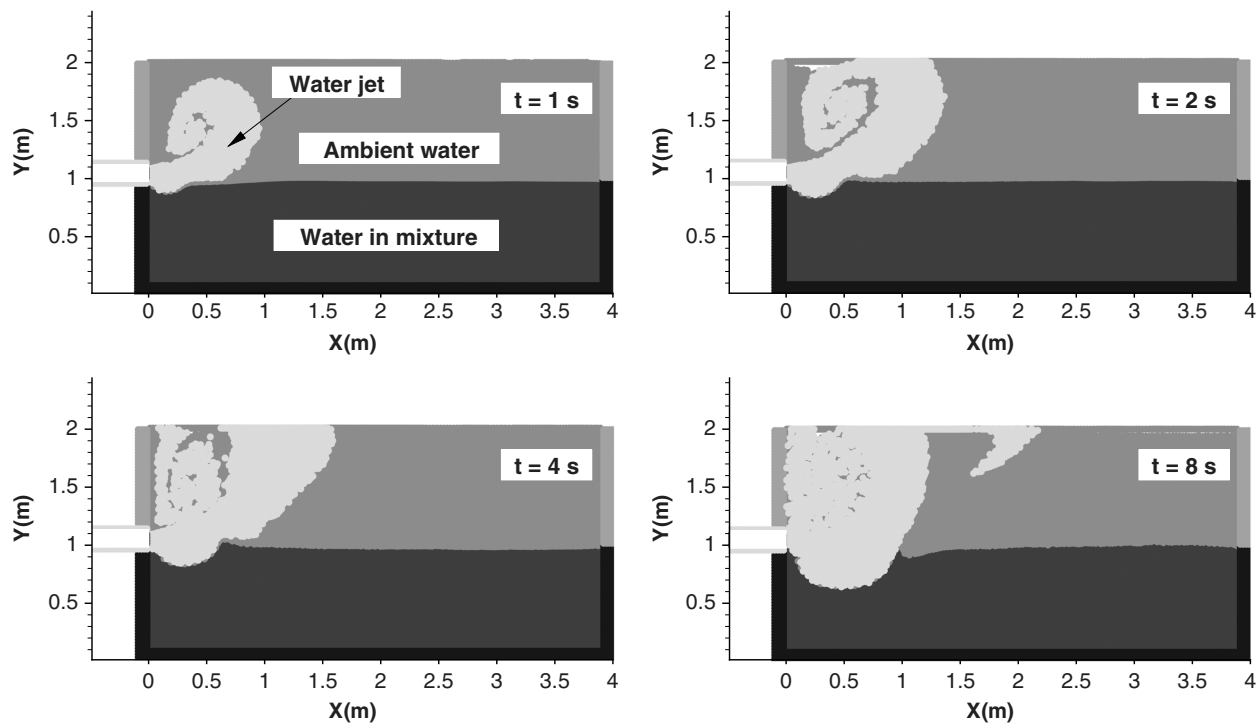 2
1.5
1
0.5
Y(m)
Water jet
Ambient water
Water in mixture
t = 1 s
0 0.5 1 1.5 2 2.5 3 3.5 4
X(m)
2
1.5
1
0.5
Y(m)
t = 2 s
0 0.5 1 1.5 2 2.5 3 3.5 4
X(m)
2
1.5
1
0.5
Y(m)
t = 4 s
0 0.5 1 1.5 2 2.5 3 3.5 4
X(m)
2
1.5
1
0.5
Y(m)
t = 8 s
0 0.5 1 1.5 2 2.5 3 3.5 4
X(m)